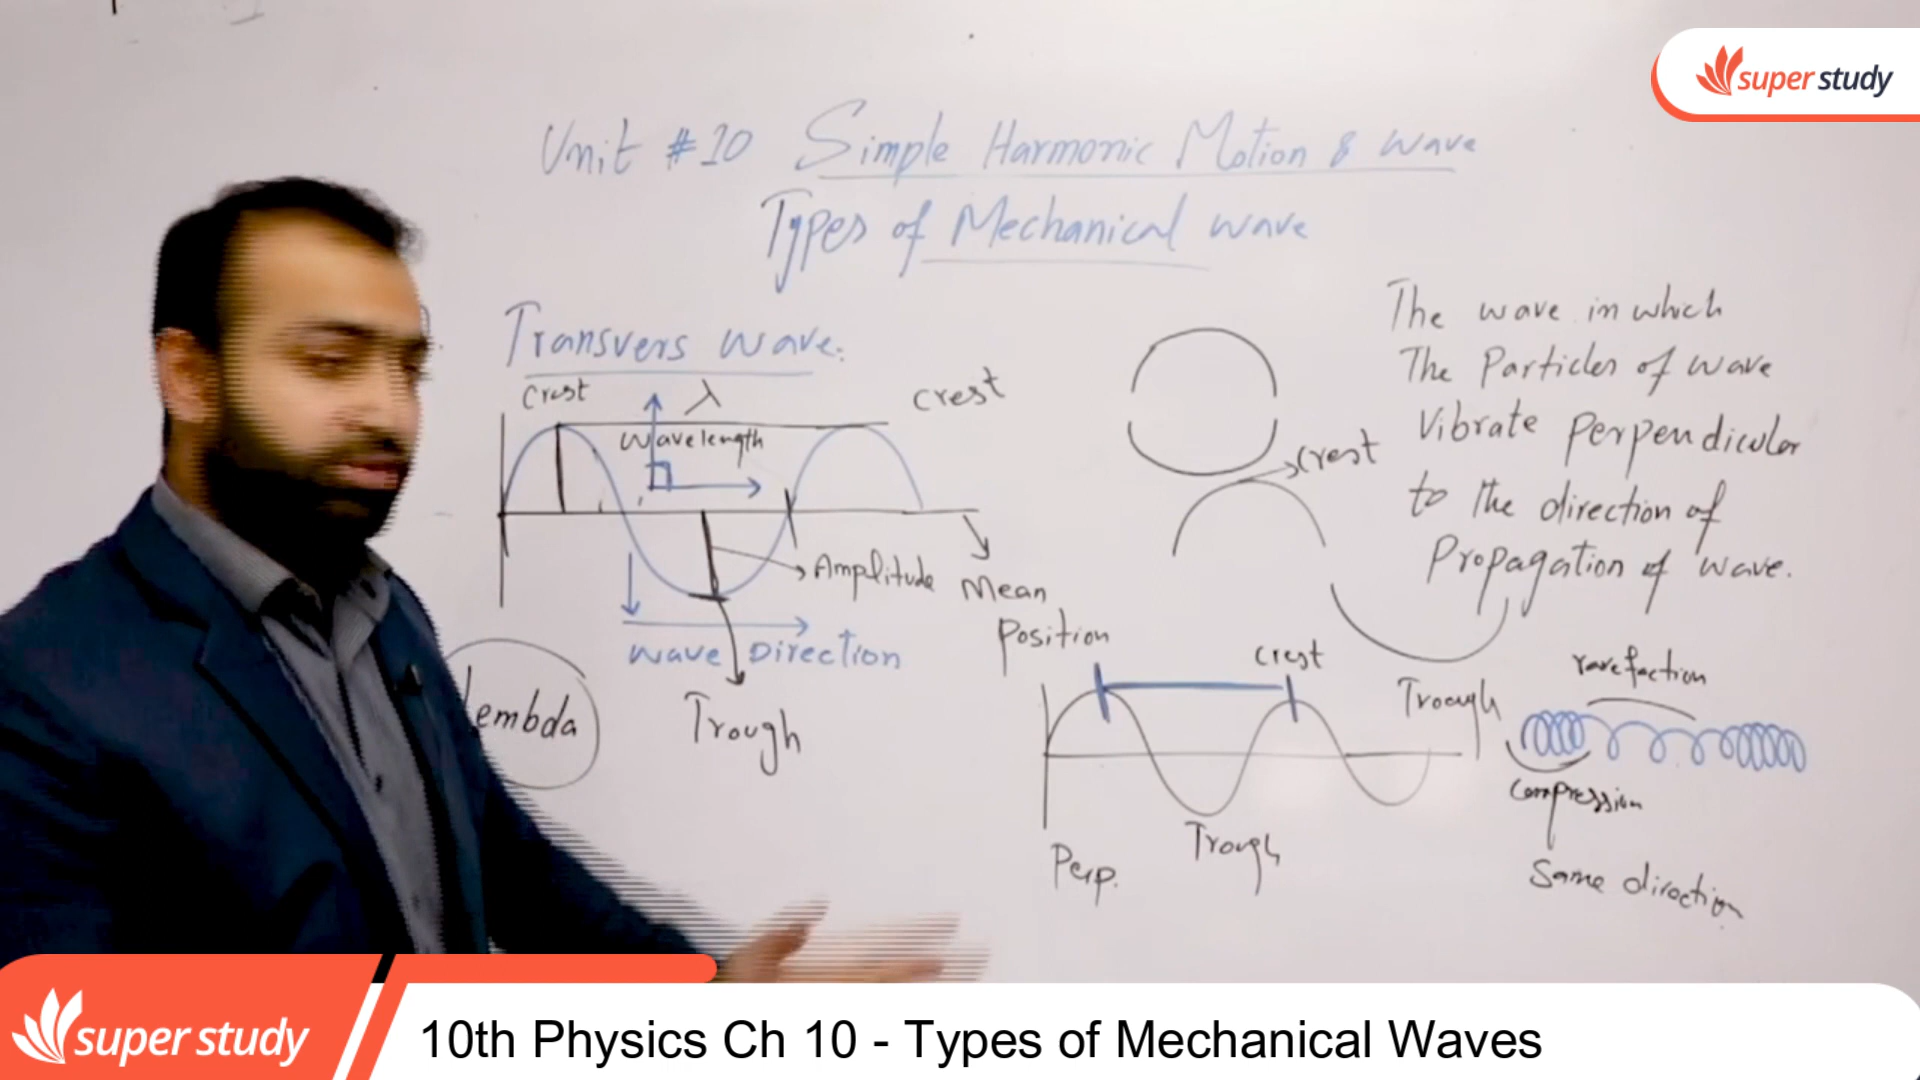 super study
Unit #10 Simple Harmonic Motion & wave
Types of Mechanical wave
Transvers wave:
Crest
λ
crest
wavelength
Amplitude
Mean
Position
wave Direction
Trough
lembda
The wave in which
The Particles of wave
Vibrate Perpendicular
to The direction of
Propagation of wave.
crest
crest
Troough
Trough
Perp.
rarefaction
Compression
Same direction
super study
10th Physics Ch 10 - Types of Mechanical Waves